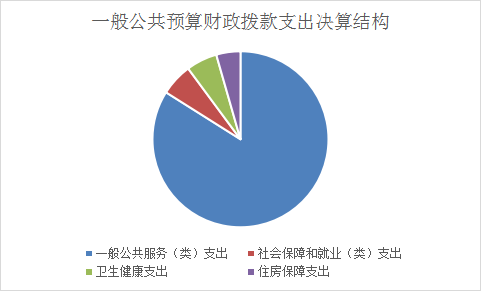 一般公共预算财政拨款支出决算结构
一般公共服务（类）支出 社会保障和就业（类）支出
卫生健康支出 住房保障支出